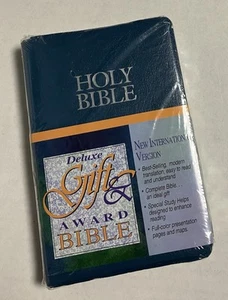 HOLY
BIBLE
Deluxe
Gift &
AWARD
BIBLE
NEW INTERNATIONAL
VERSION
• Best-Selling, modern
translation, easy to read
and understand
• Complete Bible ...
an ideal gift
• Special Study Helps
designed to enhance
reading
• Full-color presentation
pages and maps